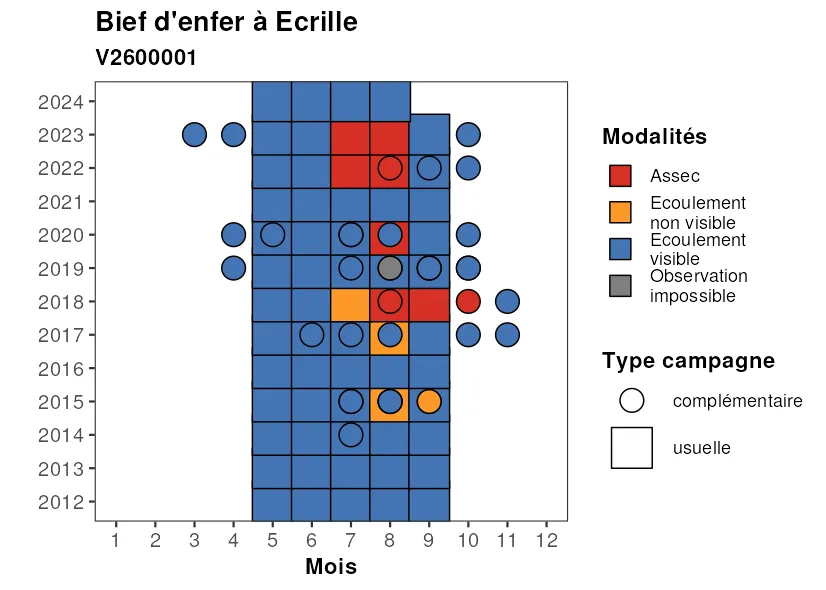 Bief d'enfer à Ecrille
V2600001
2024
2023
2022
2021
2020
2019
2018
2017
2016
2015
2014
2013
2012
1 2 3 4 5 6 7 8 9 10 11 12
Mois
Modalités
Assec
Ecoulement
non visible
Ecoulement
visible
Observation
impossible
Type campagne
complémentaire
usuelle